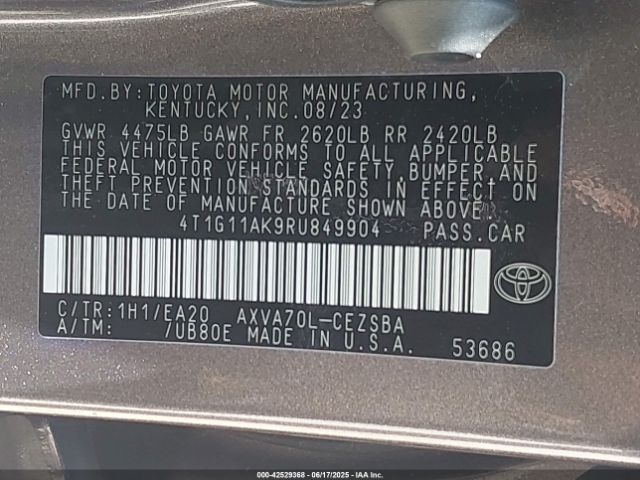 MFD.BY: TOYOTA MOTOR MANUFACTURING,
KENTUCKY, INC. 08/23
GVWR 4475LB GAWR FR 2620LB RR 2420LB
THIS VEHICLE CONFORMS TO ALL APPLICABLE
FEDERAL MOTOR VEHICLE SAFETY, BUMPER, AND
THEFT PREVENTION STANDARDS IN EFFECT ON
THE DATE OF MANUFACTURE SHOWN ABOVE.
4T1G11AK9RU849904 PASS.CAR
C/TR: 1H1/EA20 AXVA70L-CEZSBA
A/TM: /UB80E MADE IN U.S.A.
53686
000-42529368 - 06/17/2025 - IAAI.COM